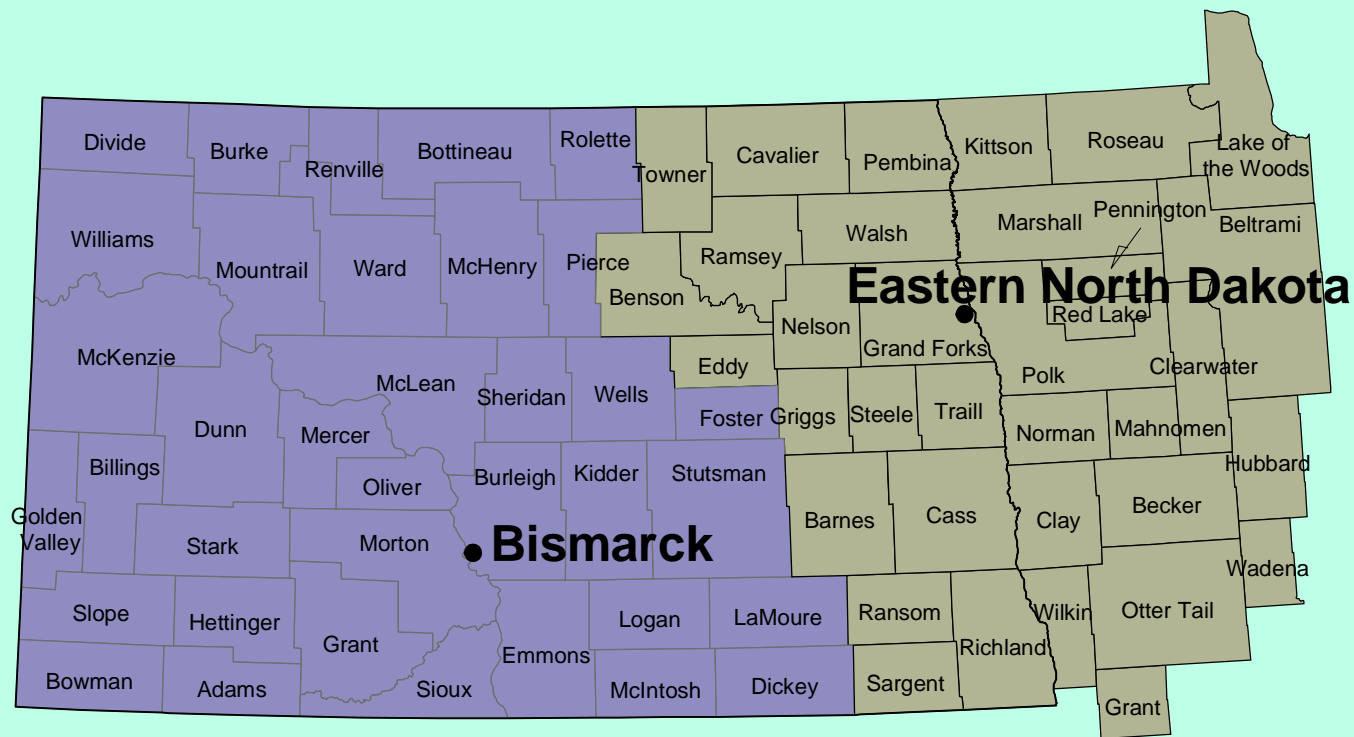 Divide
Burke
Renville
Bottineau
Rolette
Towner
Cavalier
Pembina
Kittson
Roseau
Lake of
the Woods
Williams
Mountrail
Ward
McHenry
Pierce
Benson
Ramsey
Walsh
Marshall
Pennington
Beltrami
Eastern North Dakota
Nelson
Grand Forks
Red Lake
Polk
Clearwater
McKenzie
McLean
Sheridan
Wells
Eddy
Foster
Griggs
Steele
Traill
Norman
Mahnomen
Hubbard
Dunn
Mercer
Billings
Oliver
Burleigh
Kidder
Stutsman
Golden
Valley
Stark
Morton
Bismarck
Barnes
Cass
Clay
Becker
Wadena
Slope
Hettinger
Grant
Emmons
Logan
LaMoure
Ransom
Richland
Wilkin
Otter Tail
Bowman
Adams
Sioux
McIntosh
Dickey
Sargent
Grant